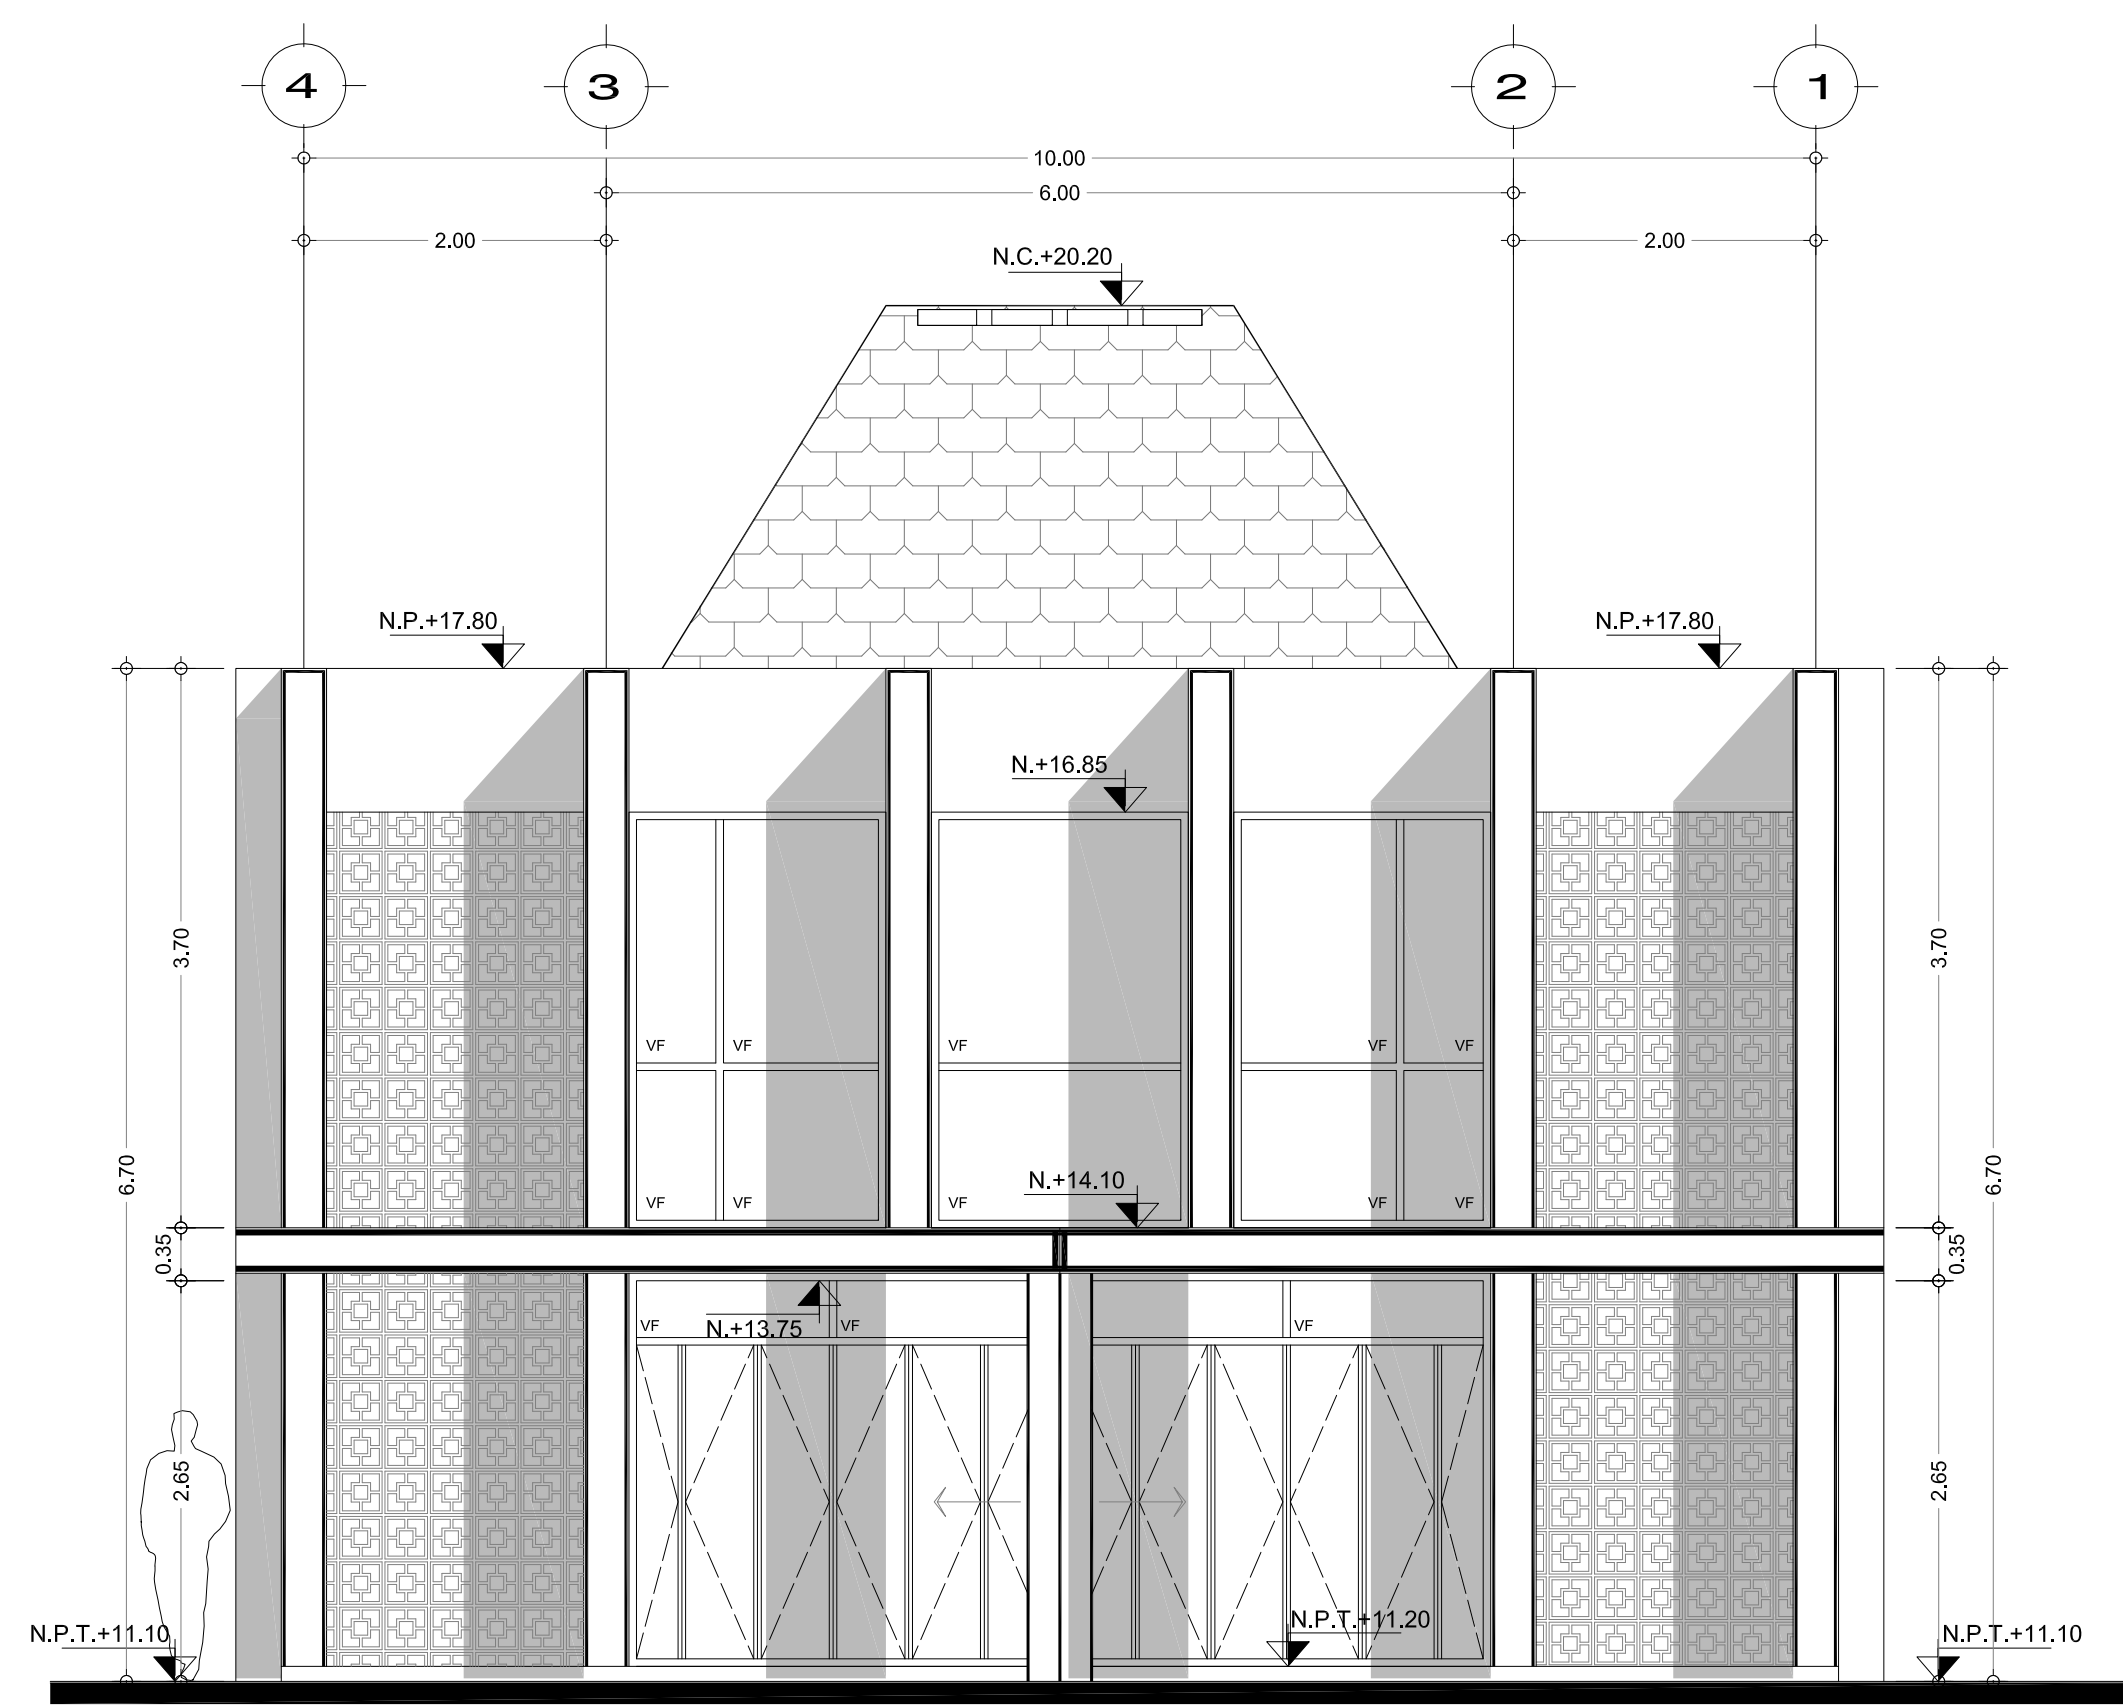 4 3 2 1
10.00
6.00
2.00 2.00
N.C.+20.20
N.P.+17.80 N.P.+17.80
N.+16.85
3.70 3.70
VF VF VF VF VF
6.70 6.70
N.+14.10
VF VF VF VF VF
0.35 0.35
VF N.+13.75 VF VF
2.65 2.65
N.P.T.+11.20
N.P.T.+11.10 N.P.T.+11.10